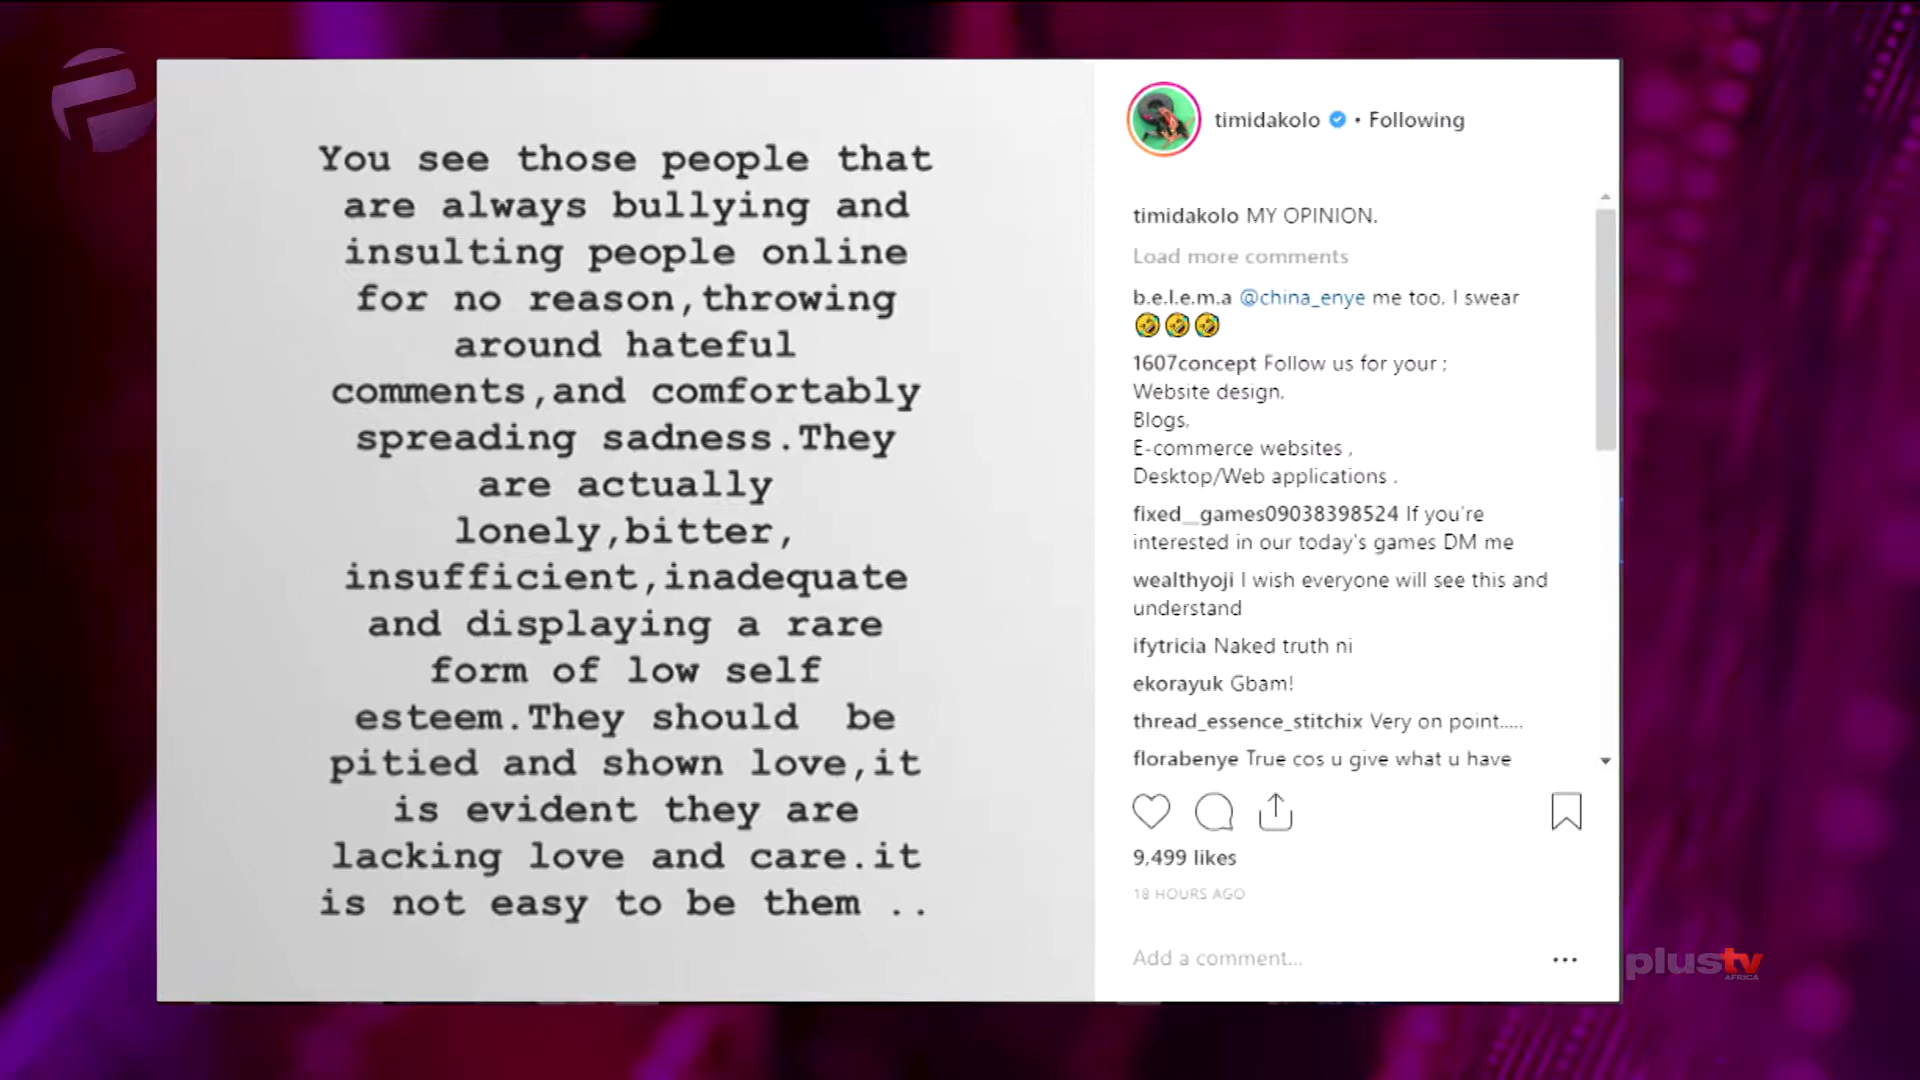 You see those people that
are always bullying and
insulting people online
for no reason,throwing
around hateful
comments,and comfortably
spreading sadness.They
are actually
lonely,bitter,
insufficient,inadequate
and displaying a rare
form of low self
esteem.They should  be
pitied and shown love,it
is evident they are
lacking love and care.it
is not easy to be them ..
timidakolo • Following
timidakolo MY OPINION.
Load more comments
b.e.l.e.m.a @china_enye me too, I swear
🤣🤣🤣
1607concept Follow us for your ;
Website design,
Blogs,
E-commerce websites ,
Desktop/Web applications .
fixed__games09038398524 If you're
interested in our today's games DM me
wealthyoji I wish everyone will see this and
understand
ifytricia Naked truth ni
ekorayuk Gbam!
thread_essence_stitchix Very on point.....
florabenye True cos u give what u have
9,499 likes
18 HOURS AGO
Add a comment...
plustv
AFRICA